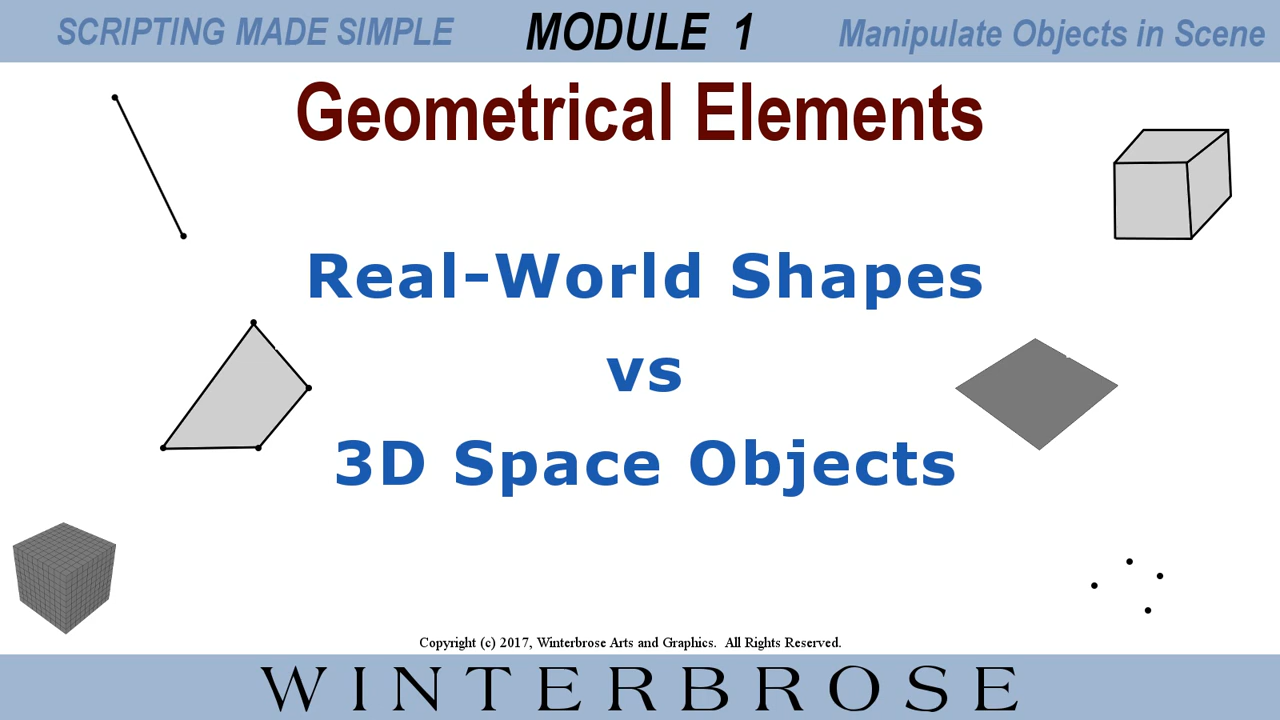 SCRIPTING MADE SIMPLE MODULE 1 Manipulate Objects in Scene
Geometrical Elements
Real-World Shapes
vs
3D Space Objects
Copyright (c) 2017, Winterbrose Arts and Graphics. All Rights Reserved.
WINTERBROSE